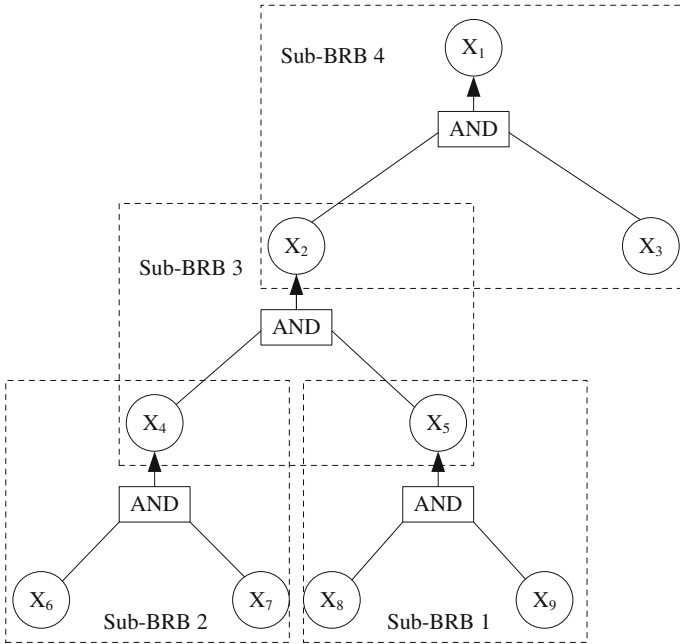 X1
Sub-BRB 4
AND
X2
X3
Sub-BRB 3
AND
X4
X5
AND
AND
X6
X7
X8
X9
Sub-BRB 2
Sub-BRB 1